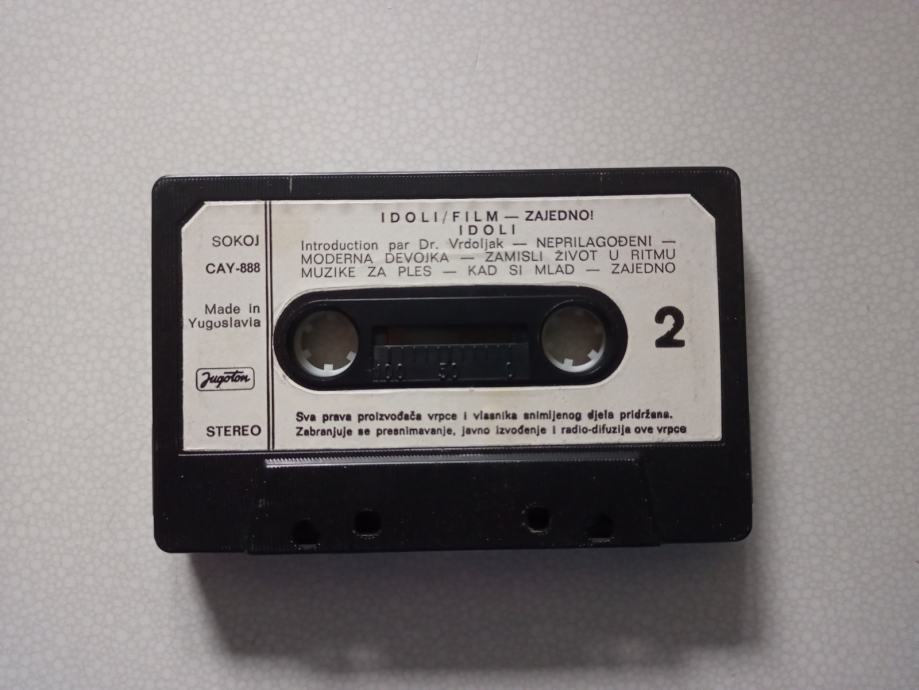 IDOLI/FILM — ZAJEDNO!
IDOLI
Introduction par Dr. Vrdoljak — NEPRILAGOĐENI —
MODERNA DEVOJKA — ZAMISLI ŽIVOT U RITMU
MUZIKE ZA PLES — KAD SI MLAD — ZAJEDNO
SOKOJ
CAY-888
Made in
Yugoslavia
Jugoton
STEREO
2
100 50 0
Sva prava proizvođača vrpce i vlasnika snimljenog djela pridržana.
Zabranjuje se presnimavanje, javno izvođenje i radio-difuzija ove vrpce